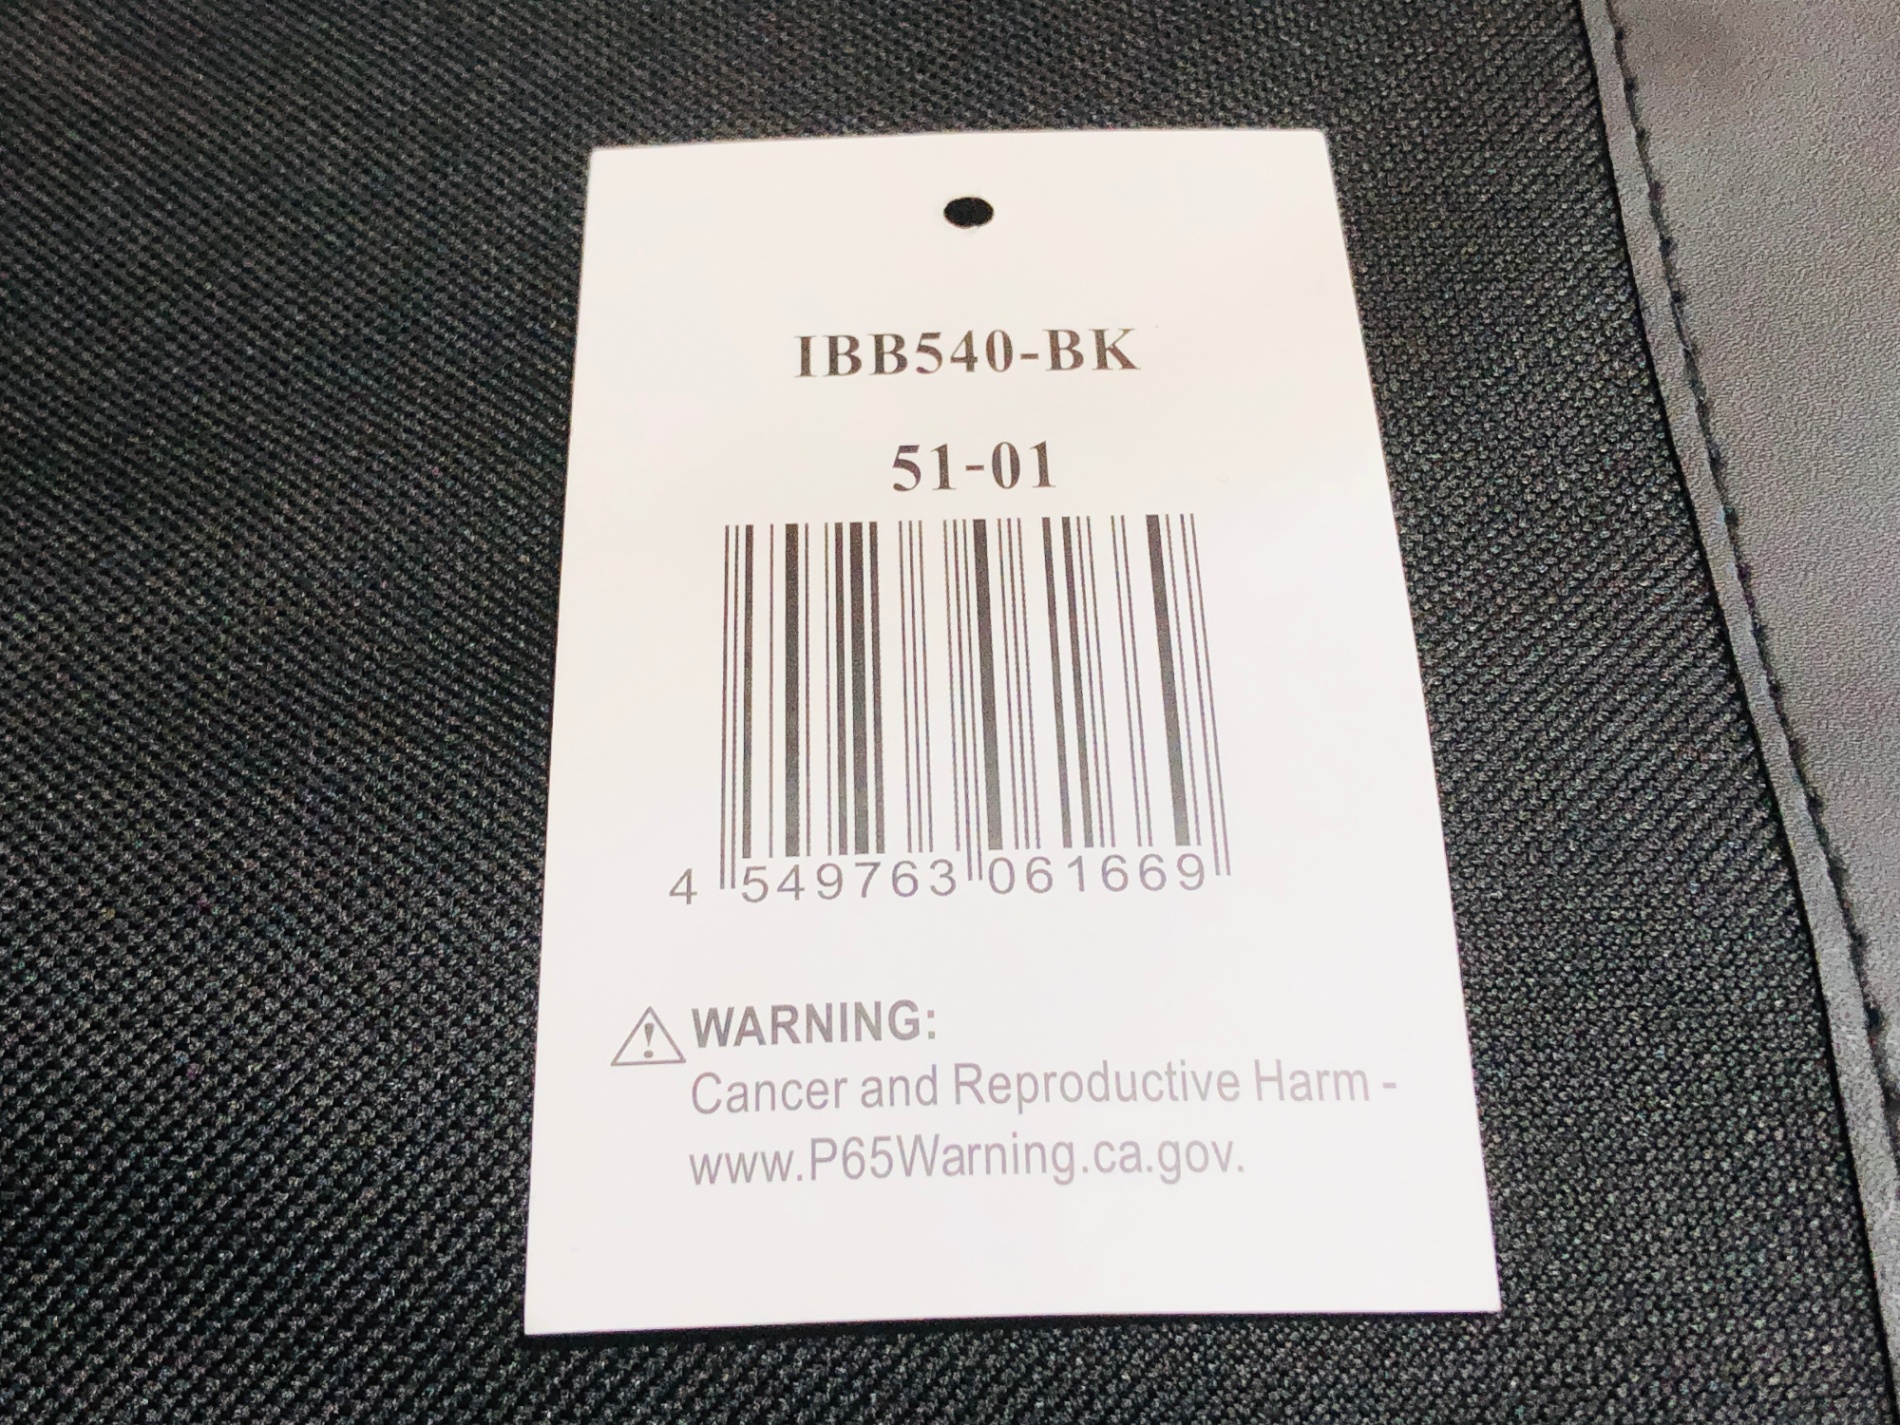 IBB540-BK
51-01
4 549763 061669
WARNING:
Cancer and Reproductive Harm -
www.P65Warning.ca.gov.